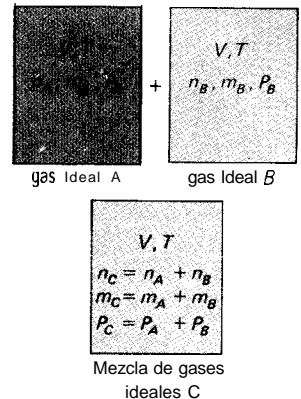 V, T
+
n_B, m_B, P_B
gas Ideal A
gas Ideal B
V, T
n_C = n_A + n_B
m_C = m_A + m_B
P_C = P_A + P_B
Mezcla de gases
ideales C